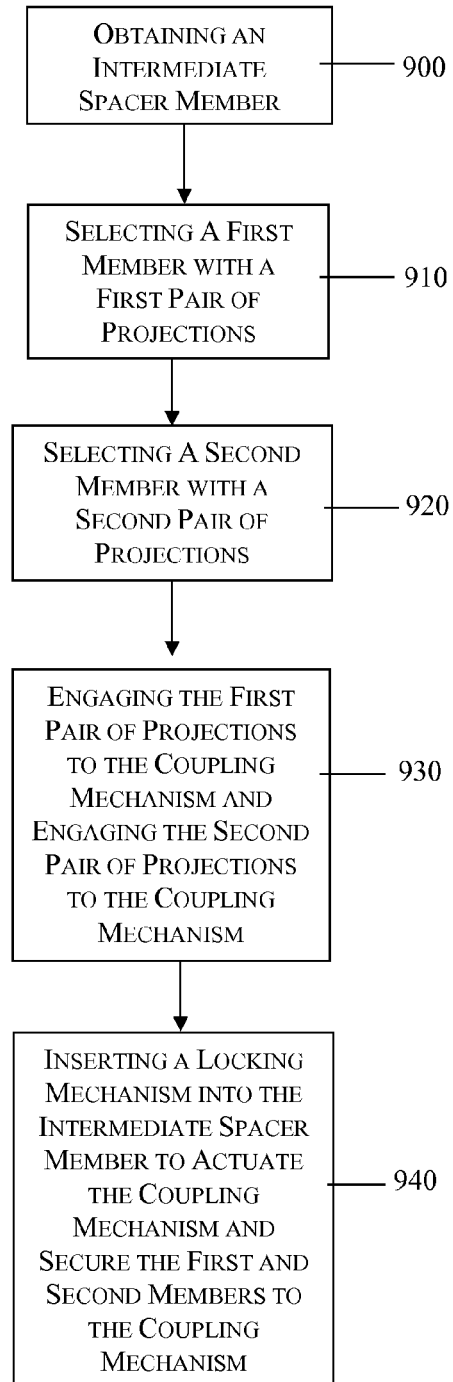 OBTAINING AN
INTERMEDIATE
SPACER MEMBER
900
SELECTING A FIRST
MEMBER WITH A
FIRST PAIR OF
PROJECTIONS
910
SELECTING A SECOND
MEMBER WITH A
SECOND PAIR OF
PROJECTIONS
920
ENGAGING THE FIRST
PAIR OF PROJECTIONS
TO THE COUPLING
MECHANISM AND
ENGAGING THE SECOND
PAIR OF PROJECTIONS
TO THE COUPLING
MECHANISM
930
INSERTING A LOCKING
MECHANISM INTO THE
INTERMEDIATE SPACER
MEMBER TO ACTUATE
THE COUPLING
MECHANISM AND
SECURE THE FIRST AND
SECOND MEMBERS TO
THE COUPLING
MECHANISM
940